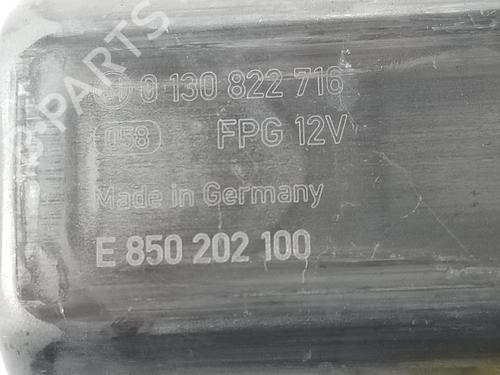 0 130 822 716
058 FPG 12V
Made in Germany
E 850 202 100
PARTS